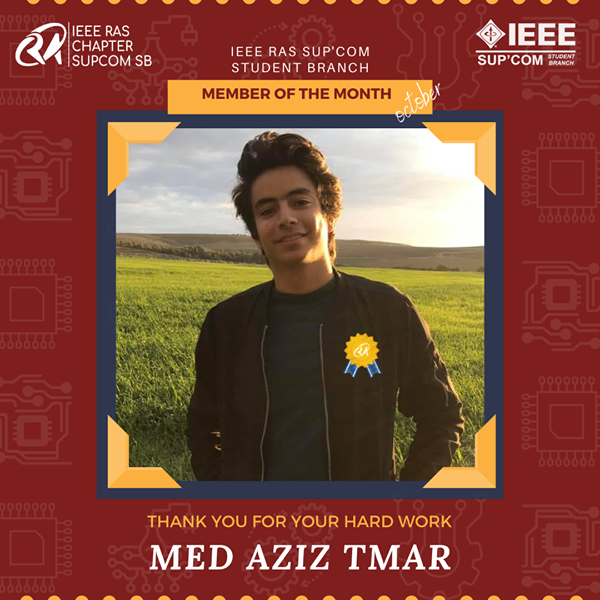 IEEE RAS
CHAPTER
SUPCOM SB
IEEE RAS SUP'COM
STUDENT BRANCH
IEEE
SUP'COM STUDENT BRANCH
MEMBER OF THE MONTH
october
THANK YOU FOR YOUR HARD WORK
MED AZIZ TMAR